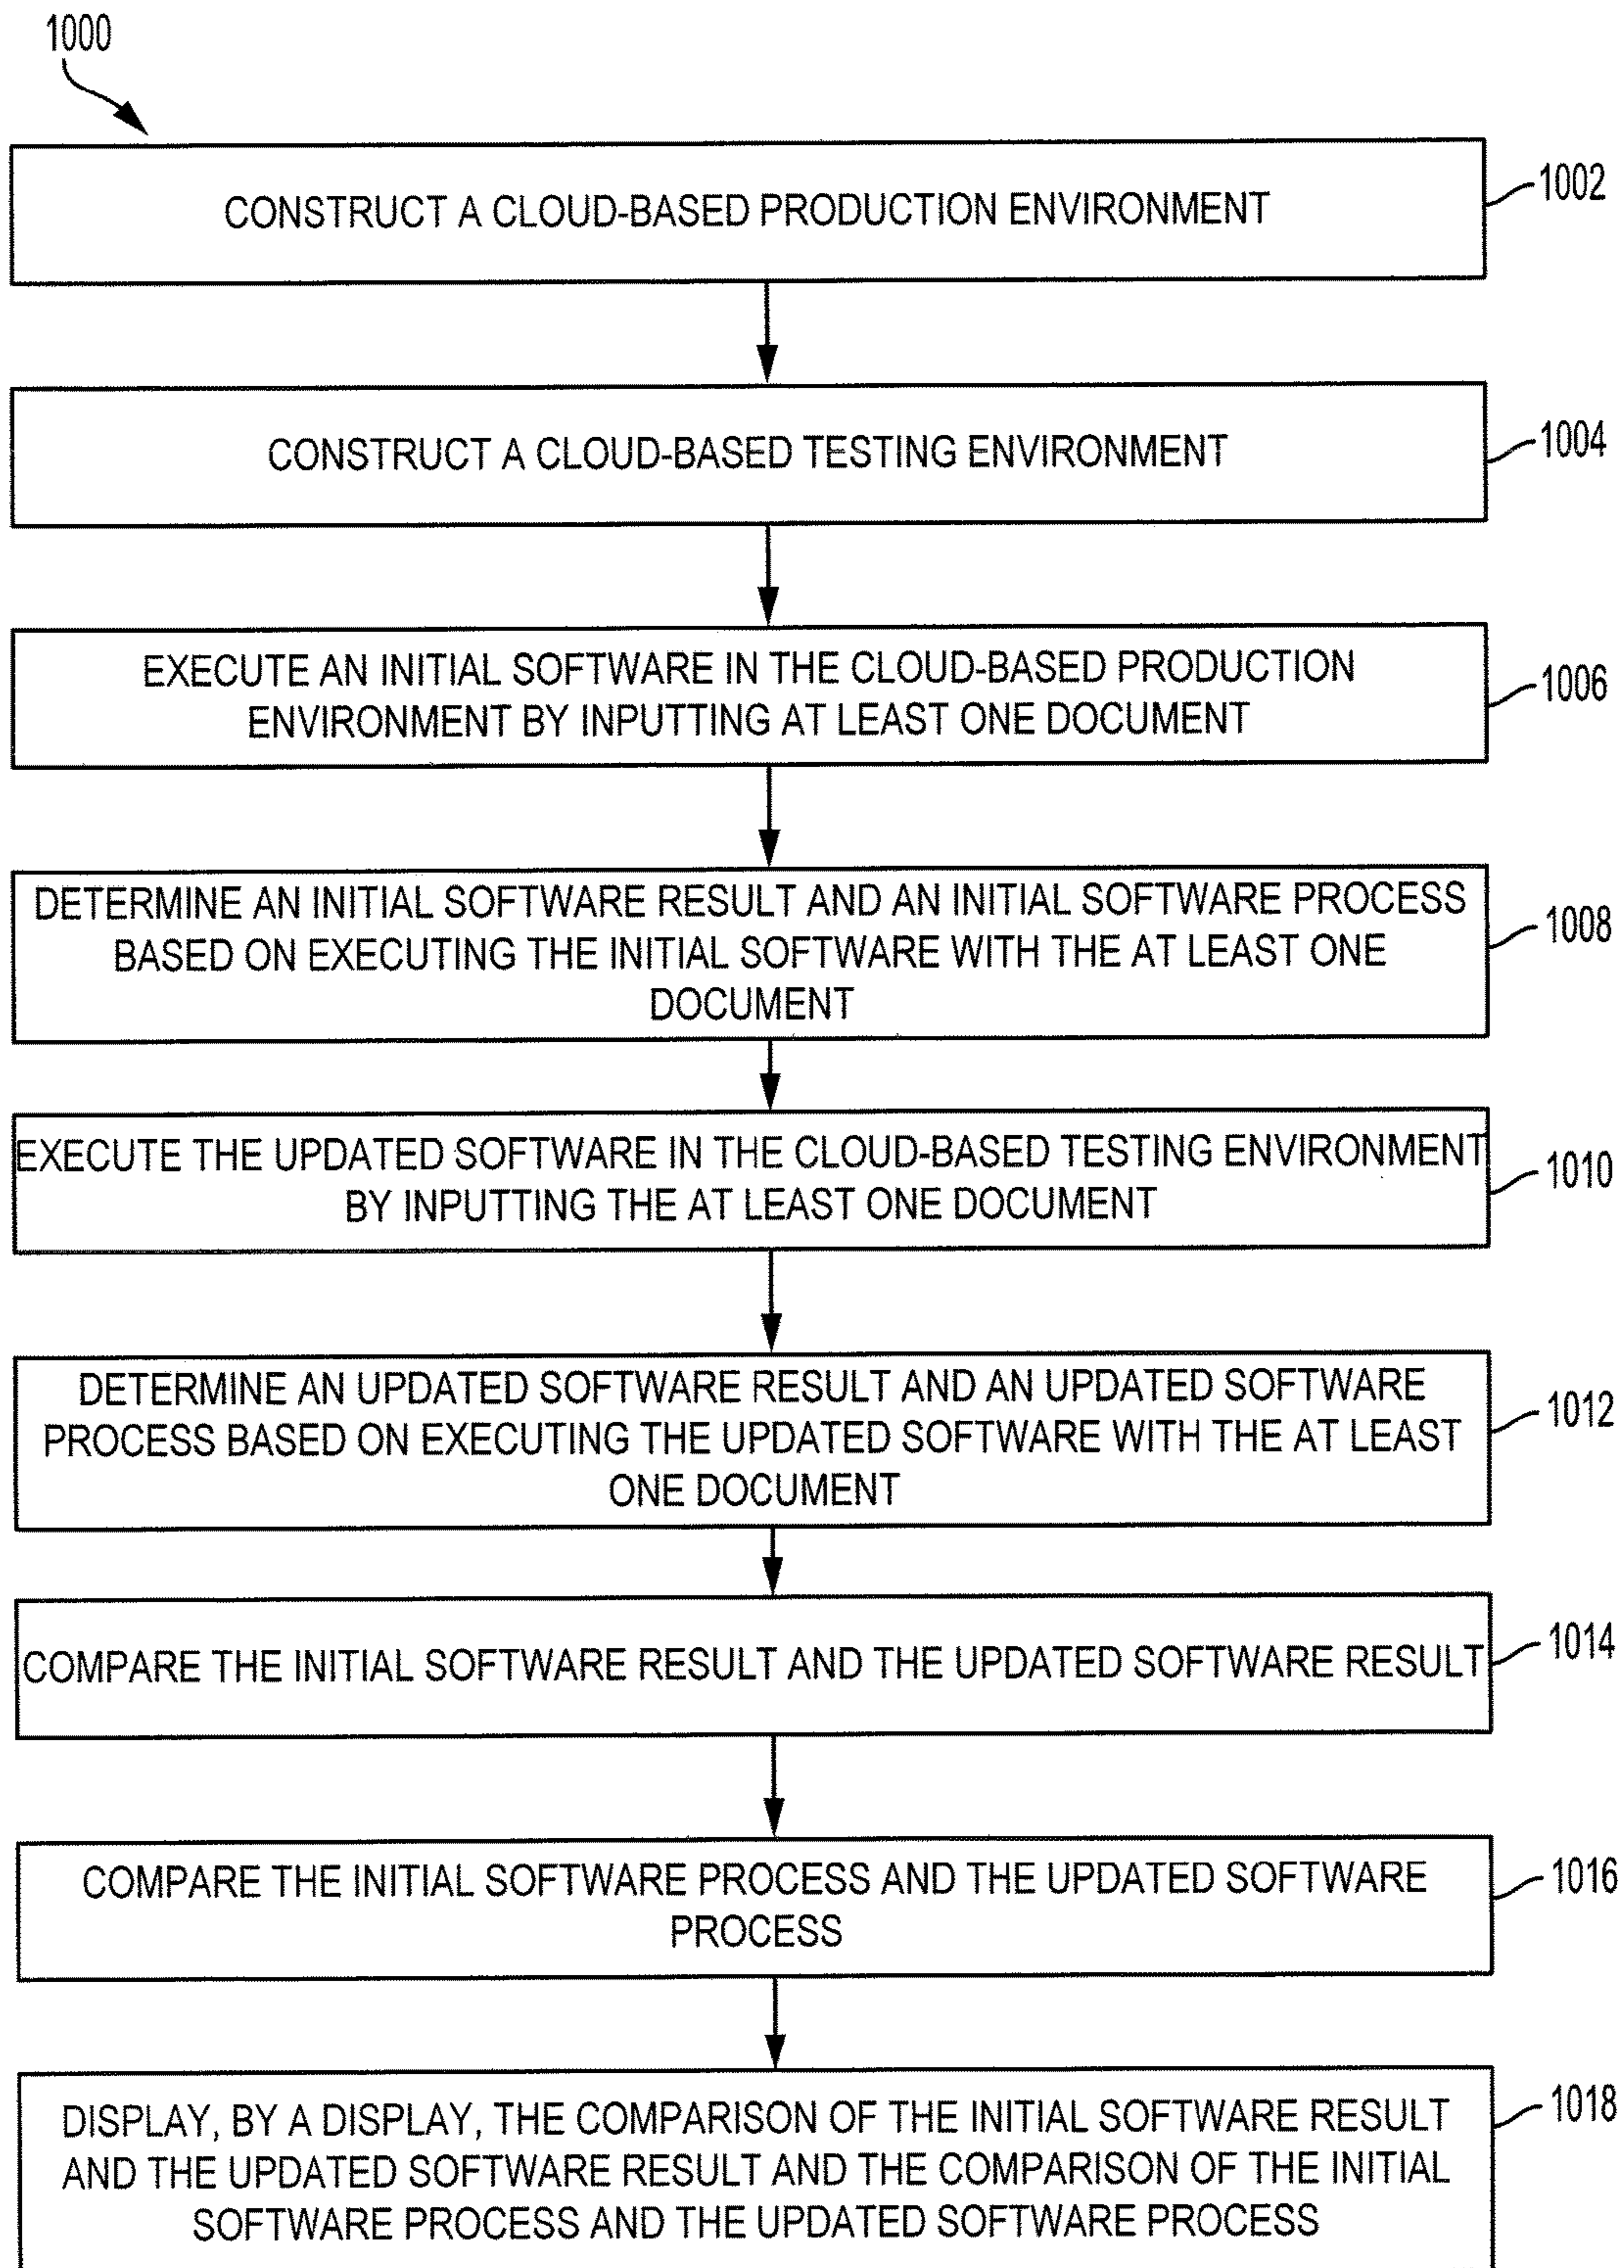 1000
CONSTRUCT A CLOUD-BASED PRODUCTION ENVIRONMENT
1002
CONSTRUCT A CLOUD-BASED TESTING ENVIRONMENT
1004
EXECUTE AN INITIAL SOFTWARE IN THE CLOUD-BASED PRODUCTION
ENVIRONMENT BY INPUTTING AT LEAST ONE DOCUMENT
1006
DETERMINE AN INITIAL SOFTWARE RESULT AND AN INITIAL SOFTWARE PROCESS
BASED ON EXECUTING THE INITIAL SOFTWARE WITH THE AT LEAST ONE
DOCUMENT
1008
EXECUTE THE UPDATED SOFTWARE IN THE CLOUD-BASED TESTING ENVIRONMENT
BY INPUTTING THE AT LEAST ONE DOCUMENT
1010
DETERMINE AN UPDATED SOFTWARE RESULT AND AN UPDATED SOFTWARE
PROCESS BASED ON EXECUTING THE UPDATED SOFTWARE WITH THE AT LEAST
ONE DOCUMENT
1012
COMPARE THE INITIAL SOFTWARE RESULT AND THE UPDATED SOFTWARE RESULT
1014
COMPARE THE INITIAL SOFTWARE PROCESS AND THE UPDATED SOFTWARE
PROCESS
1016
DISPLAY, BY A DISPLAY, THE COMPARISON OF THE INITIAL SOFTWARE RESULT
AND THE UPDATED SOFTWARE RESULT AND THE COMPARISON OF THE INITIAL
SOFTWARE PROCESS AND THE UPDATED SOFTWARE PROCESS
1018